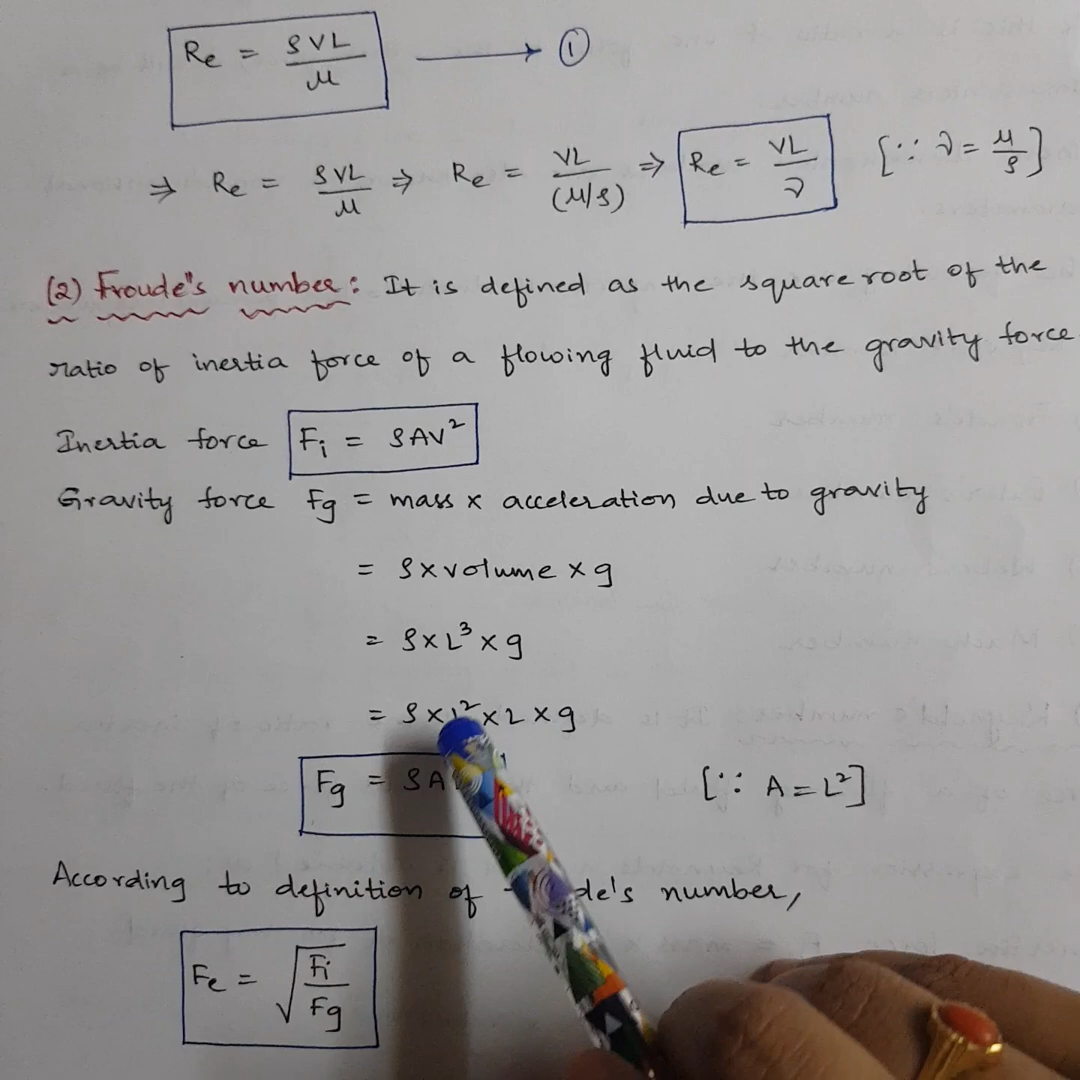 Re = ρVL/μ → ①
⇒ Re = ρVL/μ ⇒ Re = VL/(μ/ρ) ⇒ Re = VL/ν [∵ ν = μ/ρ]
(2) Froude's number: It is defined as the square root of the
ratio of inertia force of a flowing fluid to the gravity force
Inertia force Fi = ρAV²
Gravity force Fg = mass x acceleration due to gravity
= ρ x volume x g
= ρ x L³ x g
= ρ x L² x L x g
Fg = ρA [∵ A = L²]
According to definition of number,
Fe = √(Fi/Fg)